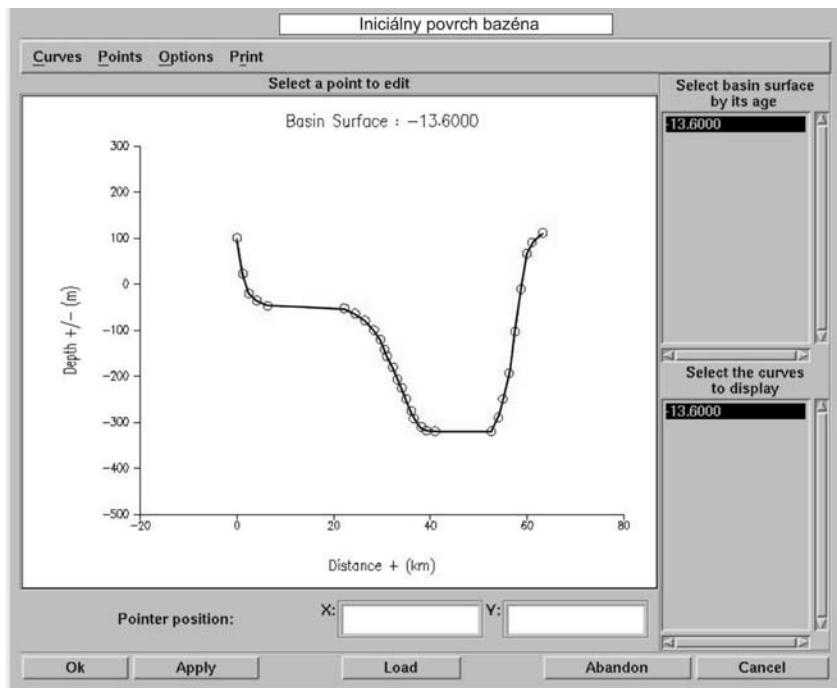 Iniciálny povrch bazéna
Curves Points Options Print
Select a point to edit
Basin Surface : -13.6000
300
200
100
0
-100
-200
-300
-400
-500
Depth +/- (m)
-20 0 20 40 60 80
Distance + (km)
Select basin surface
by its age
-13.6000
Select the curves
to display
-13.6000
Pointer position: X: Y:
Ok Apply Load Abandon Cancel